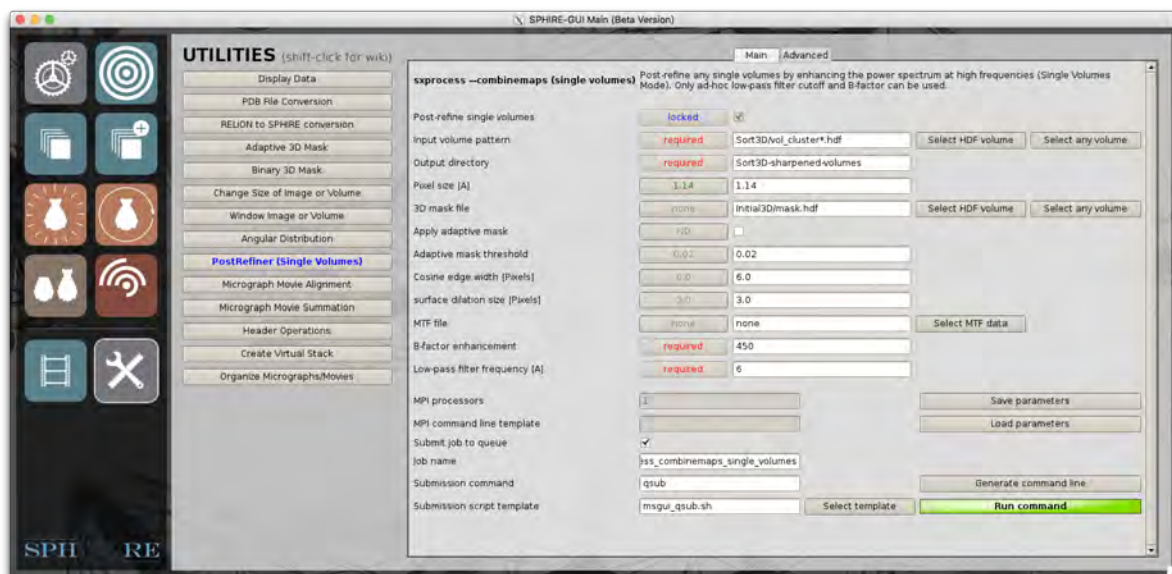 SPHIRE-GUI Main (Beta Version)
UTILITIES (shift-click for wiki)
Display Data
PDB File Conversion
RELION to SPHIRE conversion
Adaptive 3D Mask
Binary 3D Mask
Change Size of Image or Volume
Window Image or Volume
Angular Distribution
PostRefiner (Single Volumes)
Micrograph Movie Alignment
Micrograph Movie Summation
Header Operations
Create Virtual Stack
Organize Micrographs/Movies
SPH RE
Main Advanced
sxprocess --combinemaps (single volumes) Post-refine any single volumes by enhancing the power spectrum at high frequencies (Single Volumes
Mode). Only ad-hoc low-pass filter cutoff and B-factor can be used.
Post-refine single volumes locked
Input volume pattern required Sort3D/vol_cluster*.hdf Select HDF volume Select any volume
Output directory required Sort3D-sharpened-volumes
Pixel size [A] 1.14 1.14
3D mask file none Initial3D/mask.hdf Select HDF volume Select any volume
Apply adaptive mask NO
Adaptive mask threshold 0.02 0.02
Cosine edge width [Pixels] 6.0 6.0
surface dilation size [Pixels] 3.0 3.0
MTF file none none Select MTF data
B-factor enhancement required 450
Low-pass filter frequency [A] required 6
MPI processors 1 Save parameters
MPI command line template Load parameters
Submit job to queue
Job name ess_combinemaps_single_volumes
Submission command qsub Generate command line
Submission script template msgui_qsub.sh Select template Run command